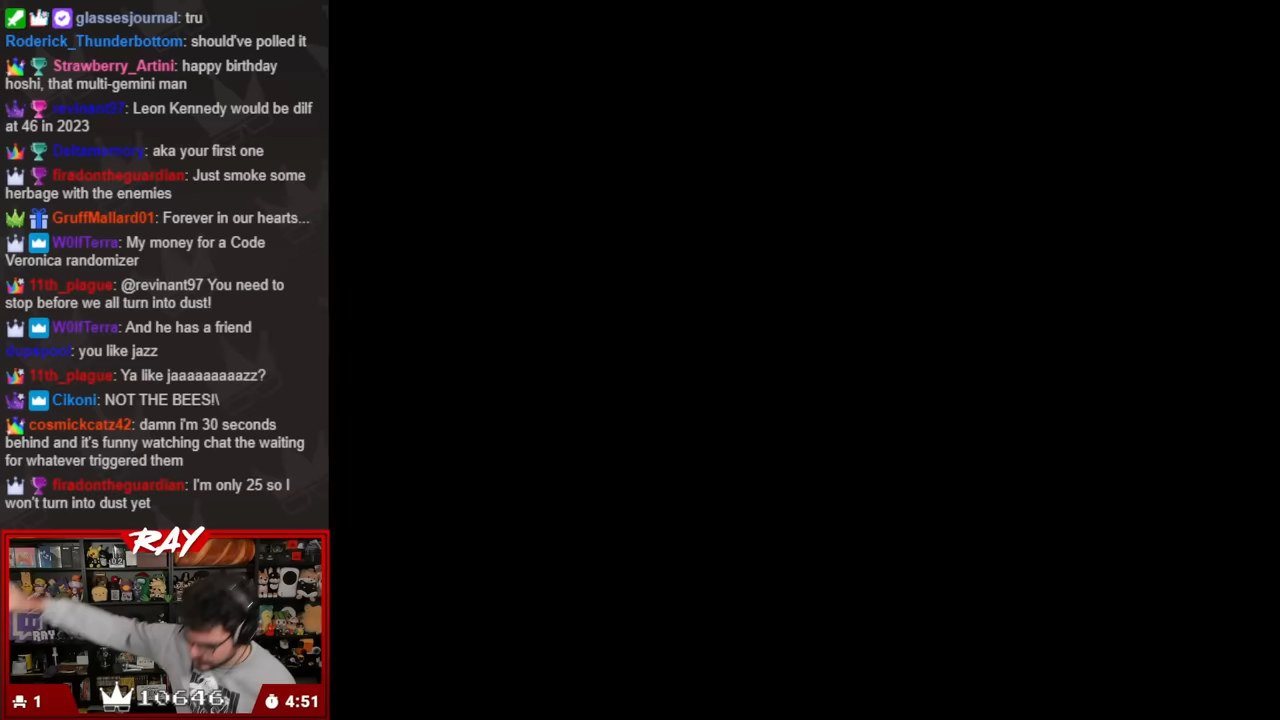 glassesjournal: tru
Roderick_Thunderbottom: should've polled it
Strawberry_Artini: happy birthday
hoshi, that multi-gemini man
revinant97: Leon Kennedy would be dilf
at 46 in 2023
Deltamemory: aka your first one
firadontheguardian: Just smoke some
herbage with the enemies
GruffMallard01: Forever in our hearts...
W0lfTerra: My money for a Code
Veronica randomizer
11th_plague: @revinant97 You need to
stop before we all turn into dust!
W0lfTerra: And he has a friend
: you like jazz
11th_plague: Ya like jaaaaaaaazz?
Cikoni: NOT THE BEES!\
cosmickcatz42: damn i'm 30 seconds
behind and it's funny watching chat the waiting
for whatever triggered them
firadontheguardian: I'm only 25 so I
won't turn into dust yet
RAY
RAY
1
10646
4:51